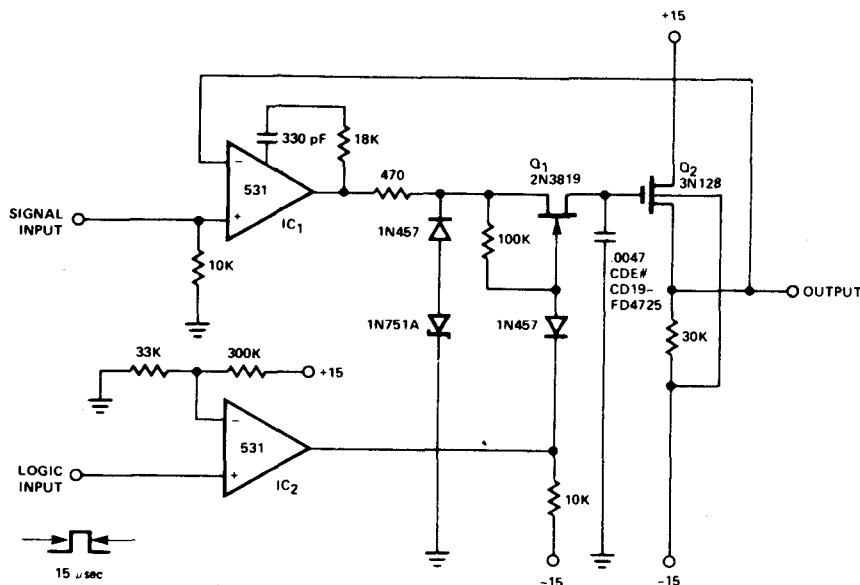 +15
330 pF
18K
−
531
+
IC1
SIGNAL
INPUT
10K
470
Q1
2N3819
Q2
3N128
1N457
100K
.0047
CDE#
CD19–
FD4725
1N751A
1N457
OUTPUT
30K
33K
300K
+15
−
531
+
IC2
LOGIC
INPUT
10K
15 μsec
−15
−15